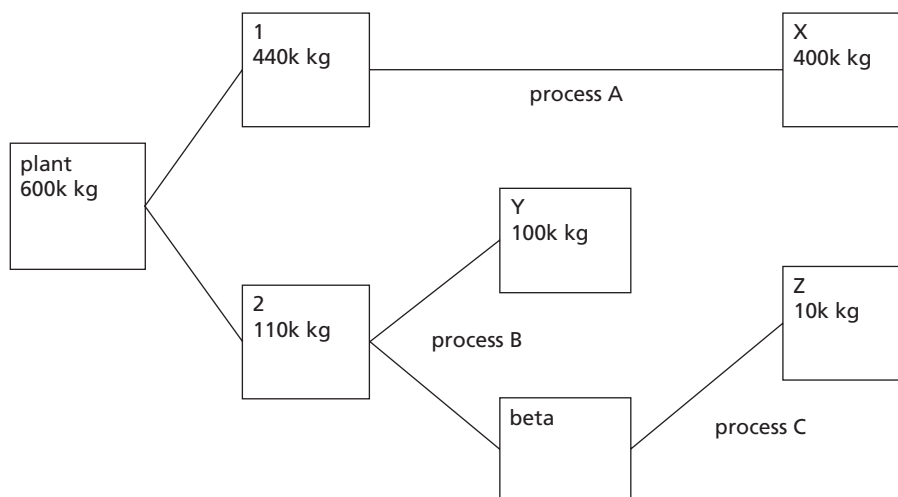 1
440k kg
X
400k kg
process A
plant
600k kg
Y
100k kg
2
110k kg
process B
Z
10k kg
beta
process C